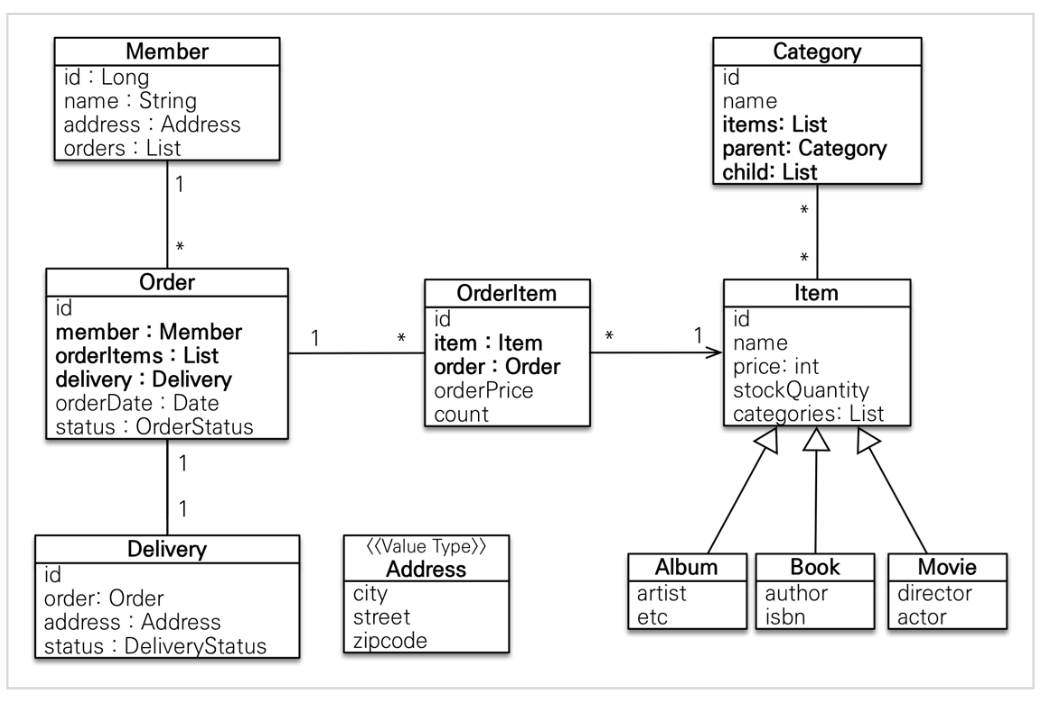 Member
id : Long
name : String
address : Address
orders : List
1
*
Category
id
name
items: List
parent: Category
child: List
*
*
Order
id
member : Member
orderItems : List
delivery : Delivery
orderDate : Date
status : OrderStatus
1
*
OrderItem
id
item : Item
order : Order
orderPrice
count
*
1
Item
id
name
price: int
stockQuantity
categories: List
1
1
Delivery
id
order: Order
address : Address
status : DeliveryStatus
<<Value Type>>
Address
city
street
zipcode
Album
artist
etc
Book
author
isbn
Movie
director
actor